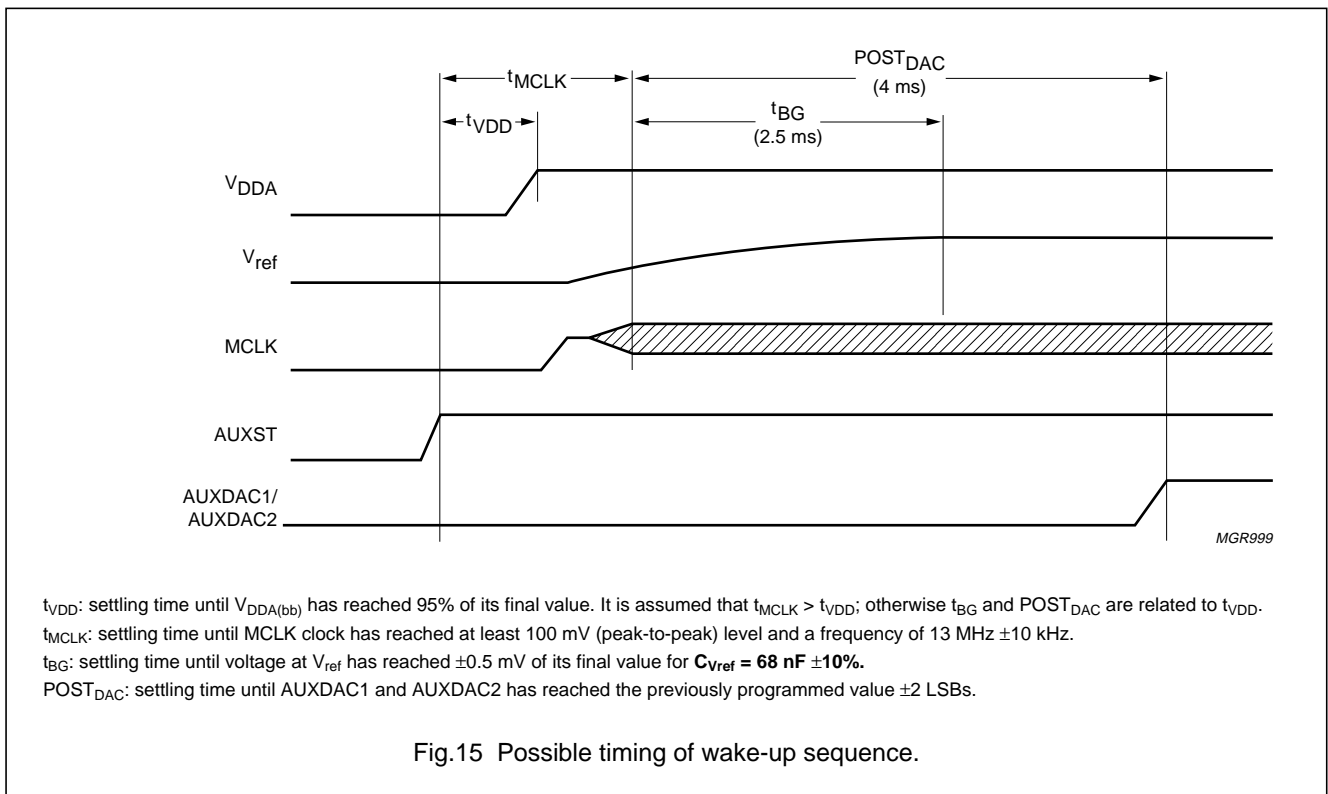 tMCLK
POSTDAC
(4 ms)
tVDD
tBG
(2.5 ms)
VDDA
Vref
MCLK
AUXST
AUXDAC1/
AUXDAC2
MGR999
tVDD: settling time until VDDA(bb) has reached 95% of its final value. It is assumed that tMCLK > tVDD; otherwise tBG and POSTDAC are related to tVDD.
tMCLK: settling time until MCLK clock has reached at least 100 mV (peak-to-peak) level and a frequency of 13 MHz ±10 kHz.
tBG: settling time until voltage at Vref has reached ±0.5 mV of its final value for CVref = 68 nF ±10%.
POSTDAC: settling time until AUXDAC1 and AUXDAC2 has reached the previously programmed value ±2 LSBs.
Fig.15 Possible timing of wake-up sequence.